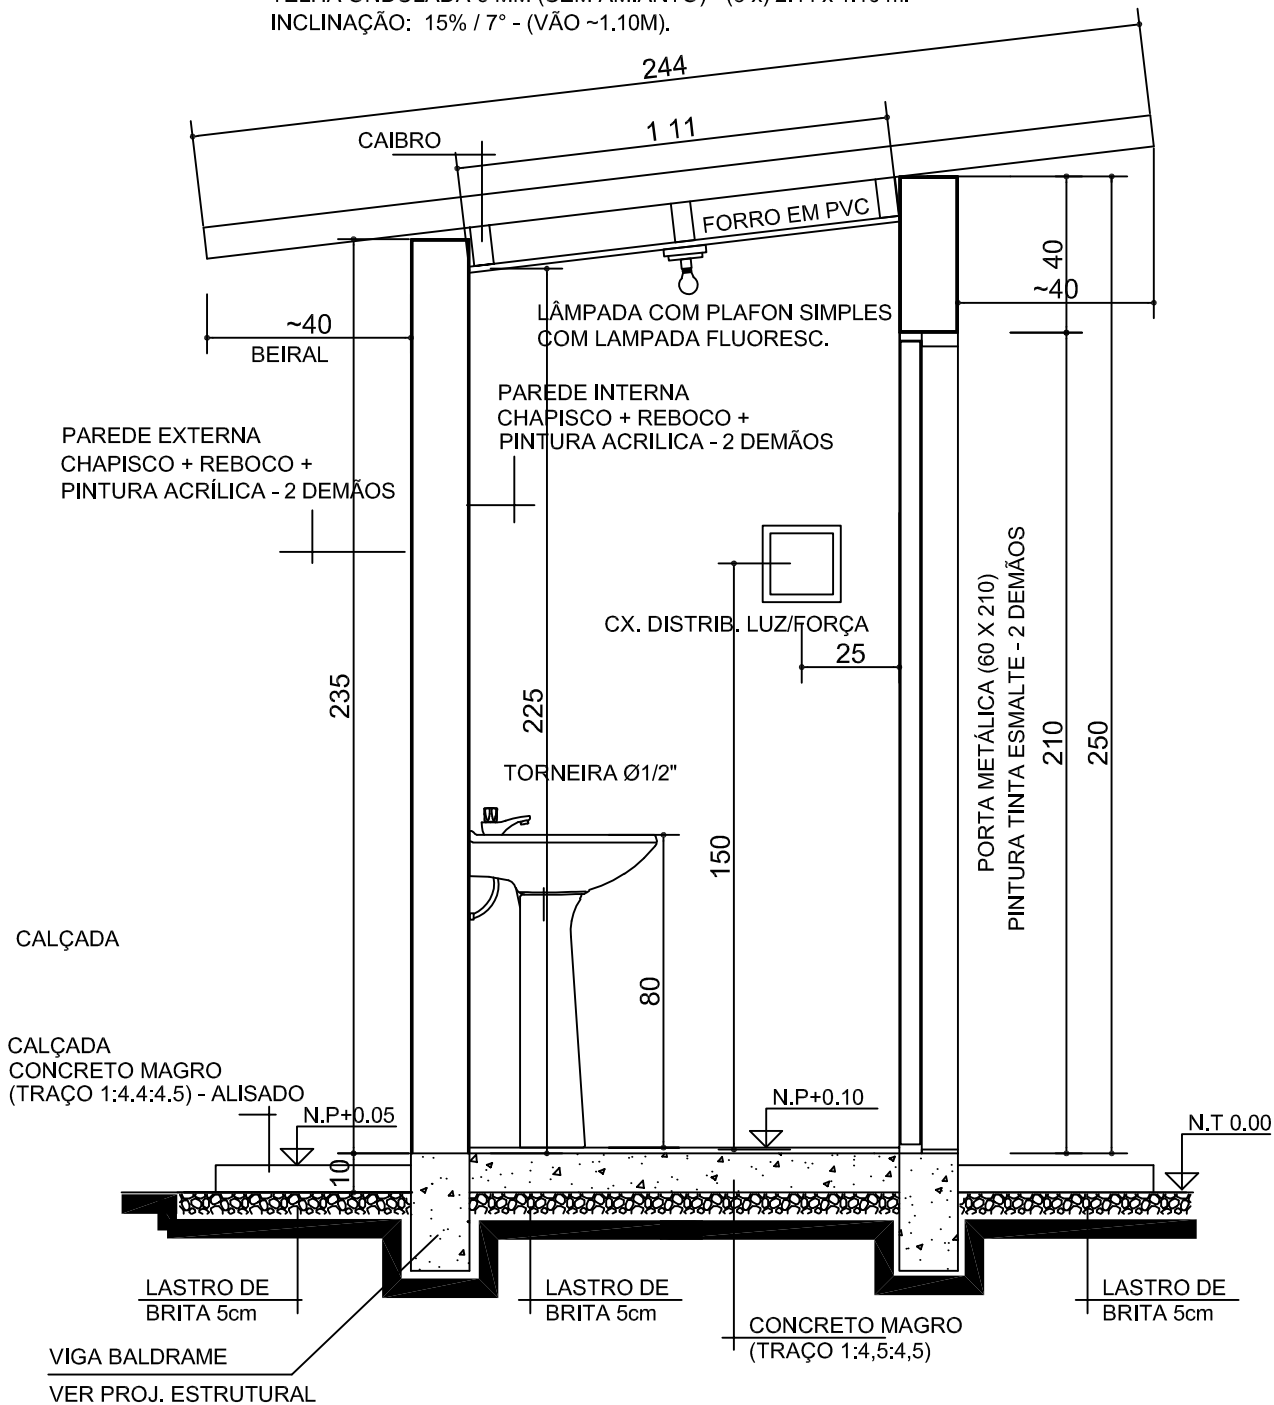 INCLINAÇÃO: 15% / 7° - (VÃO ~1.10M).
244
1 11
CAIBRO
FORRO EM PVC
40
~40
~40
BEIRAL
LÂMPADA COM PLAFON SIMPLES
COM LAMPADA FLUORESC.
PAREDE INTERNA
CHAPISCO + REBOCO +
PINTURA ACRILICA - 2 DEMÃOS
PAREDE EXTERNA
CHAPISCO + REBOCO +
PINTURA ACRÍLICA - 2 DEMÃOS
CX. DISTRIB. LUZ/FORÇA
25
PORTA METÁLICA (60 X 210)
PINTURA TINTA ESMALTE - 2 DEMÃOS
235
225
210
250
TORNEIRA Ø1/2"
150
80
CALÇADA
CALÇADA
CONCRETO MAGRO
(TRAÇO 1:4.4:4.5) - ALISADO
N.P+0.05
N.P+0.10
N.T 0.00
10
LASTRO DE
BRITA 5cm
LASTRO DE
BRITA 5cm
LASTRO DE
BRITA 5cm
CONCRETO MAGRO
(TRAÇO 1:4,5:4,5)
VIGA BALDRAME
VER PROJ. ESTRUTURAL